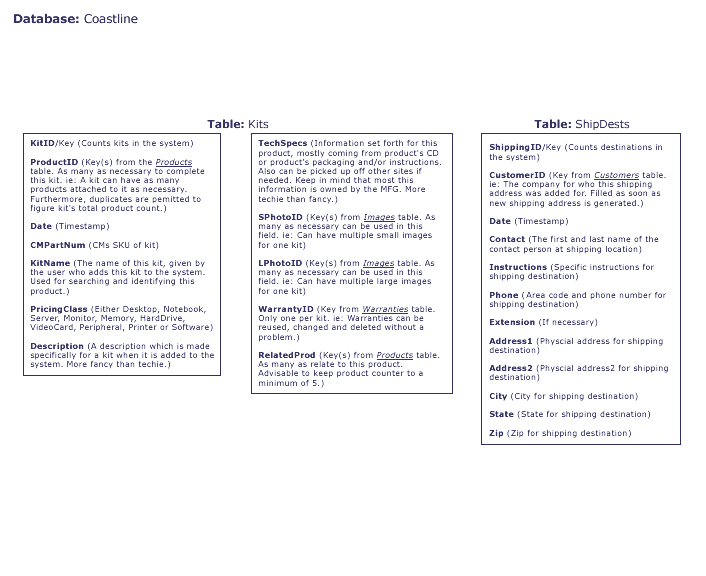 Database: Coastline
Table: Kits
KitID/Key (Counts kits in the system)
ProductID (Key(s) from the Products
table. As many as necessary to complete
this kit. ie: A kit can have as many
products attached to it as necessary.
Furthermore, duplicates are pemitted to
figure kit's total product count.)
Date (Timestamp)
CMPartNum (CMs SKU of kit)
KitName (The name of this kit, given by
the user who adds this kit to the system.
Used for searching and identifying this
product.)
PricingClass (Either Desktop, Notebook,
Server, Monitor, Memory, HardDrive,
VideoCard, Peripheral, Printer or Software)
Description (A description which is made
specifically for a kit when it is added to the
system. More fancy than techie.)
TechSpecs (Information set forth for this
product, mostly coming from product's CD
or product's packaging and/or instructions.
Also can be picked up off other sites if
needed. Keep in mind that most this
information is owned by the MFG. More
techie than fancy.)
SPhotoID (Key(s) from Images table. As
many as necessary can be used in this
field. ie: Can have multiple small images
for one kit)
LPhotoID (Key(s) from Images table. As
many as necessary can be used in this
field. ie: Can have multiple large images
for one kit)
WarrantyID (Key from Warranties table.
Only one per kit. ie: Warranties can be
reused, changed and deleted without a
problem.)
RelatedProd (Key(s) from Products table.
As many as relate to this product.
Advisable to keep product counter to a
minimum of 5.)
Table: ShipDests
ShippingID/Key (Counts destinations in
the system)
CustomerID (Key from Customers table.
ie: The company for who this shipping
address was added for. Filled as soon as
new shipping address is generated.)
Date (Timestamp)
Contact (The first and last name of the
contact person at shipping location)
Instructions (Specific instructions for
shipping destination)
Phone (Area code and phone number for
shipping destination)
Extension (If necessary)
Address1 (Physcial address for shipping
destination)
Address2 (Physcial address2 for shipping
destination)
City (City for shipping destination)
State (State for shipping destination)
Zip (Zip for shipping destination)